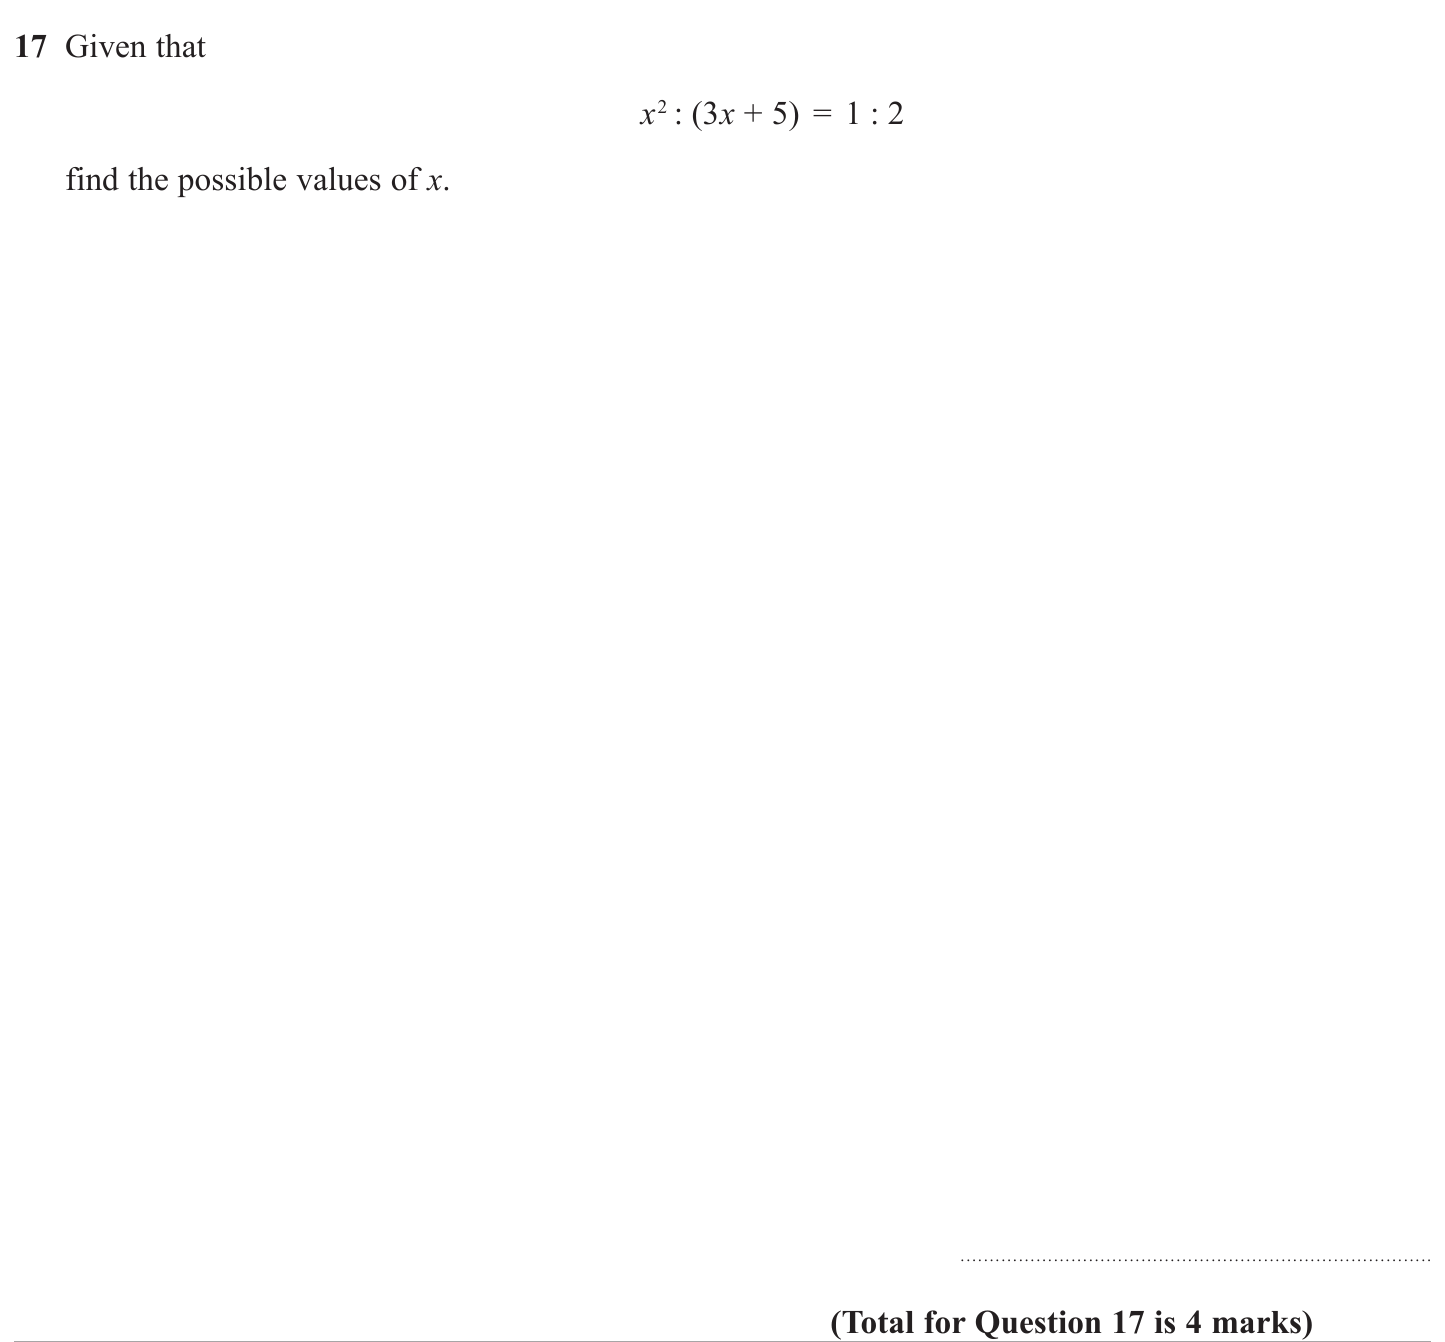 17 Given that
x² : (3x + 5) = 1 : 2
find the possible values of x.
(Total for Question 17 is 4 marks)